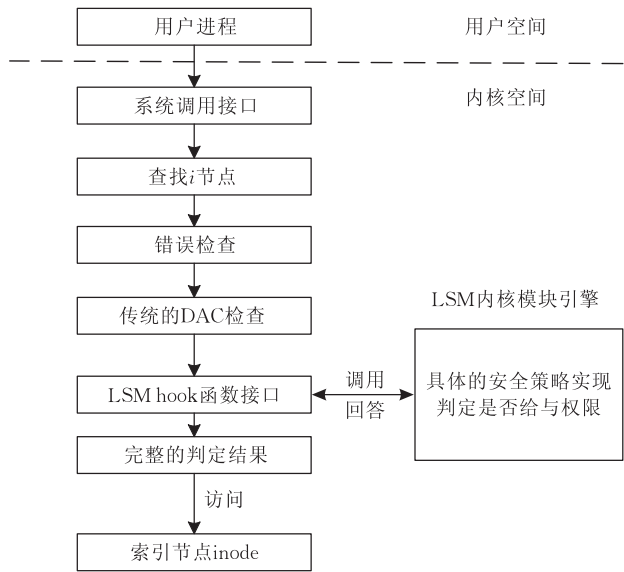 用户进程
用户空间
系统调用接口
内核空间
查找i节点
错误检查
传统的DAC检查
LSM内核模块引擎
LSM hook函数接口
调用
回答
具体的安全策略实现
判定是否给与权限
完整的判定结果
访问
索引节点inode